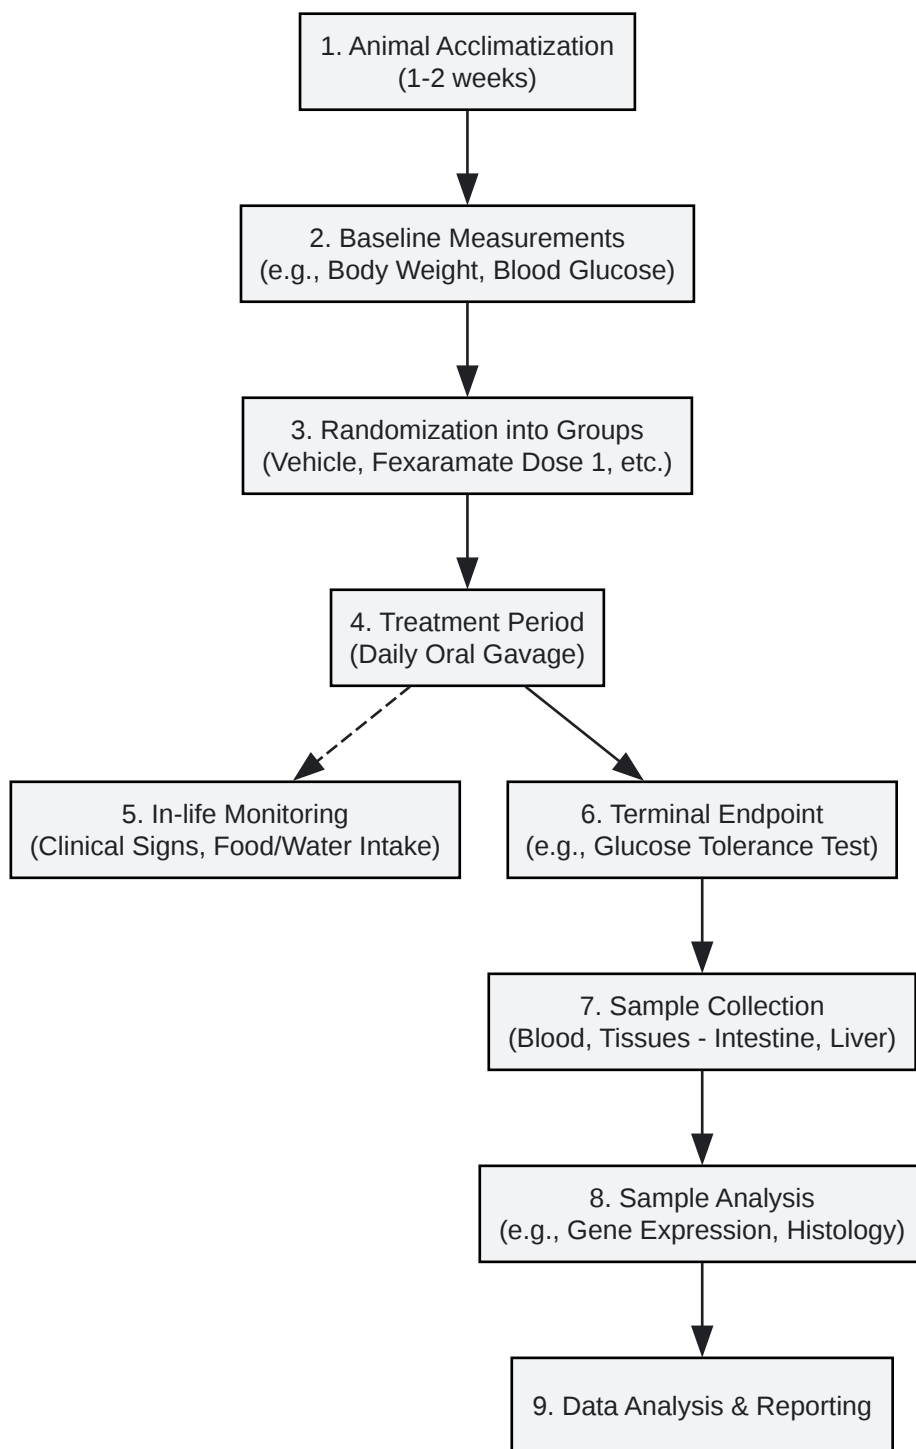 1. Animal Acclimatization
(1-2 weeks)
2. Baseline Measurements
(e.g., Body Weight, Blood Glucose)
3. Randomization into Groups
(Vehicle, Fexaramate Dose 1, etc.)
4. Treatment Period
(Daily Oral Gavage)
5. In-life Monitoring
(Clinical Signs, Food/Water Intake)
6. Terminal Endpoint
(e.g., Glucose Tolerance Test)
7. Sample Collection
(Blood, Tissues - Intestine, Liver)
8. Sample Analysis
(e.g., Gene Expression, Histology)
9. Data Analysis & Reporting